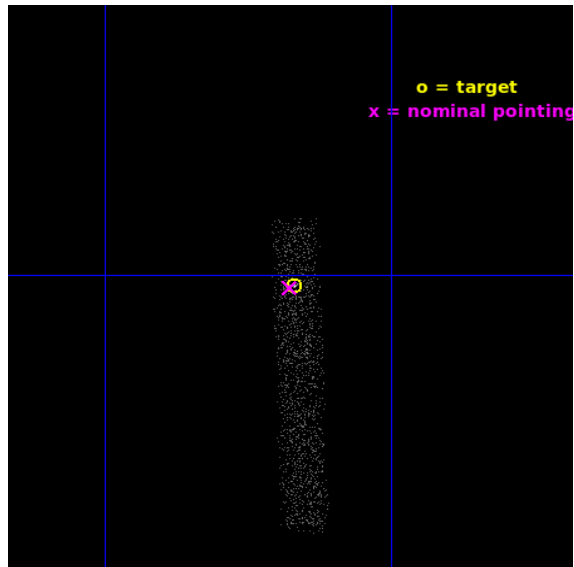 o = target
x = nominal pointing